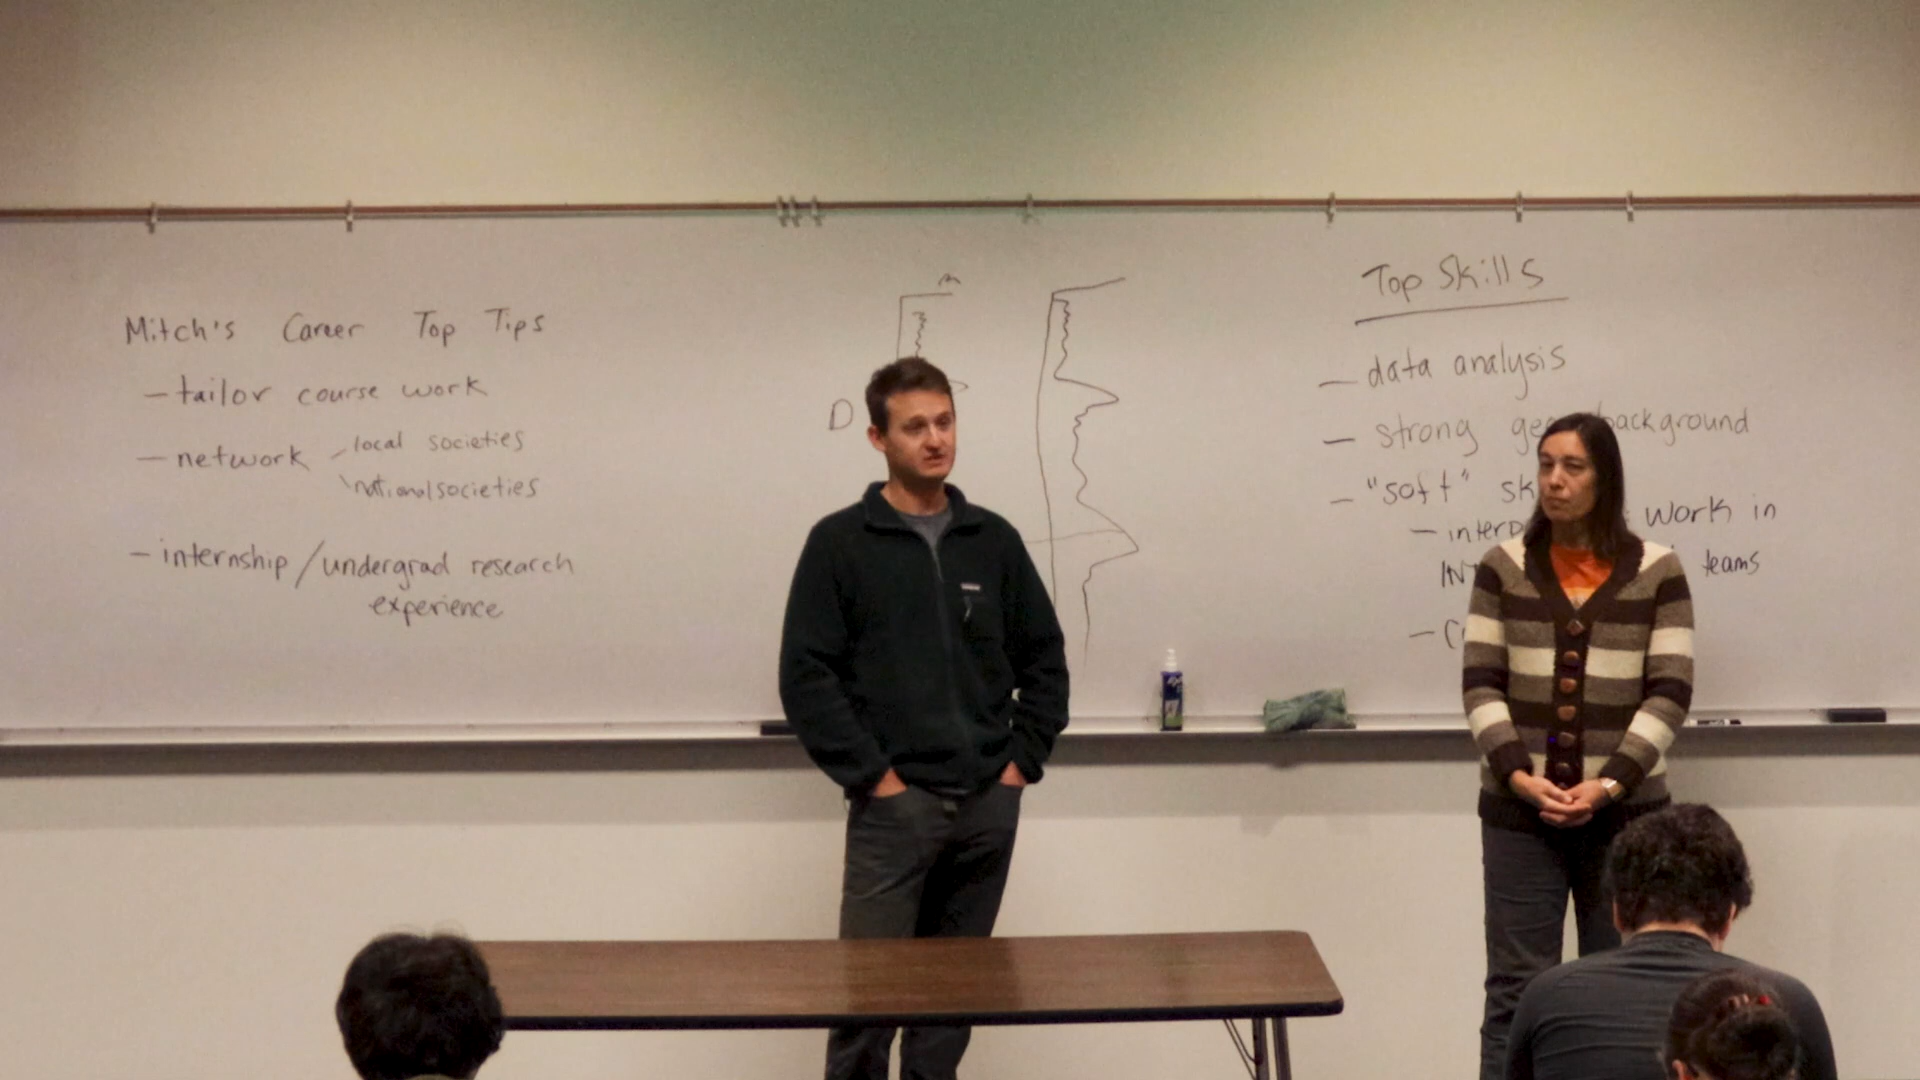 Mitch's Career Top Tips
- tailor course work
- network - local societies
\ national societies
- internship / undergrad research
experience
D
Top Skills
- data analysis
- strong background
- "soft"
- work in
teams
-